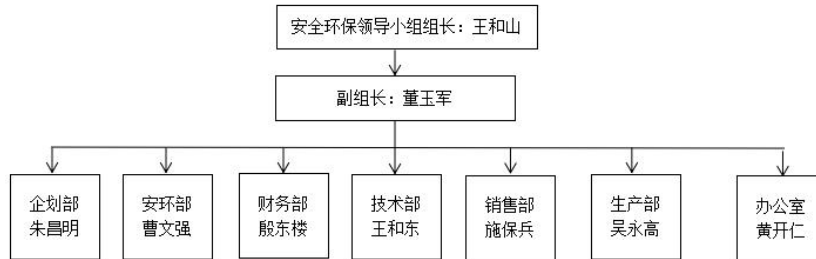 安全环保领导小组组长：王和山
副组长：董玉军
企划部
朱昌明
安环部
曹文强
财务部
殷东楼
技术部
王和东
销售部
施保兵
生产部
吴永高
办公室
黄开仁